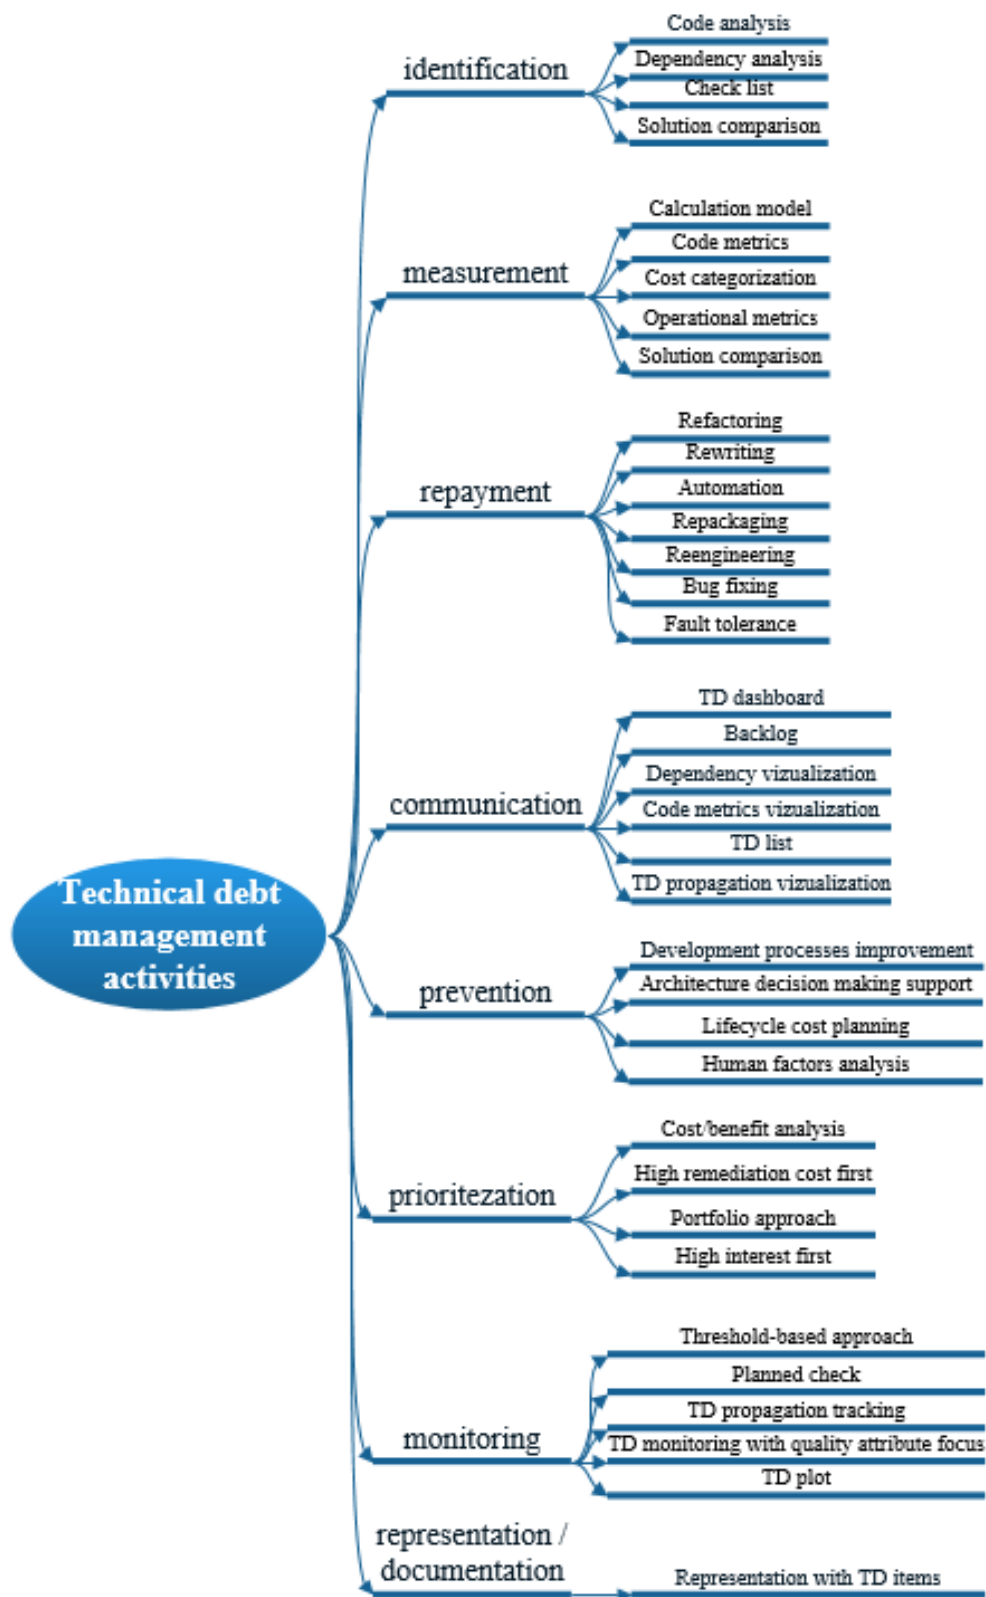 Technical debt
management
activities
identification
Code analysis
Dependency analysis
Check list
Solution comparison
measurement
Calculation model
Code metrics
Cost categorization
Operational metrics
Solution comparison
repayment
Refactoring
Rewriting
Automation
Repackaging
Reengineering
Bug fixing
Fault tolerance
communication
TD dashboard
Backlog
Dependency vizualization
Code metrics vizualization
TD list
TD propagation vizualization
prevention
Development processes improvement
Architecture decision making support
Lifecycle cost planning
Human factors analysis
prioritezation
Cost/benefit analysis
High remediation cost first
Portfolio approach
High interest first
monitoring
Threshold-based approach
Planned check
TD propagation tracking
TD monitoring with quality attribute focus
TD plot
representation /
documentation
Representation with TD items